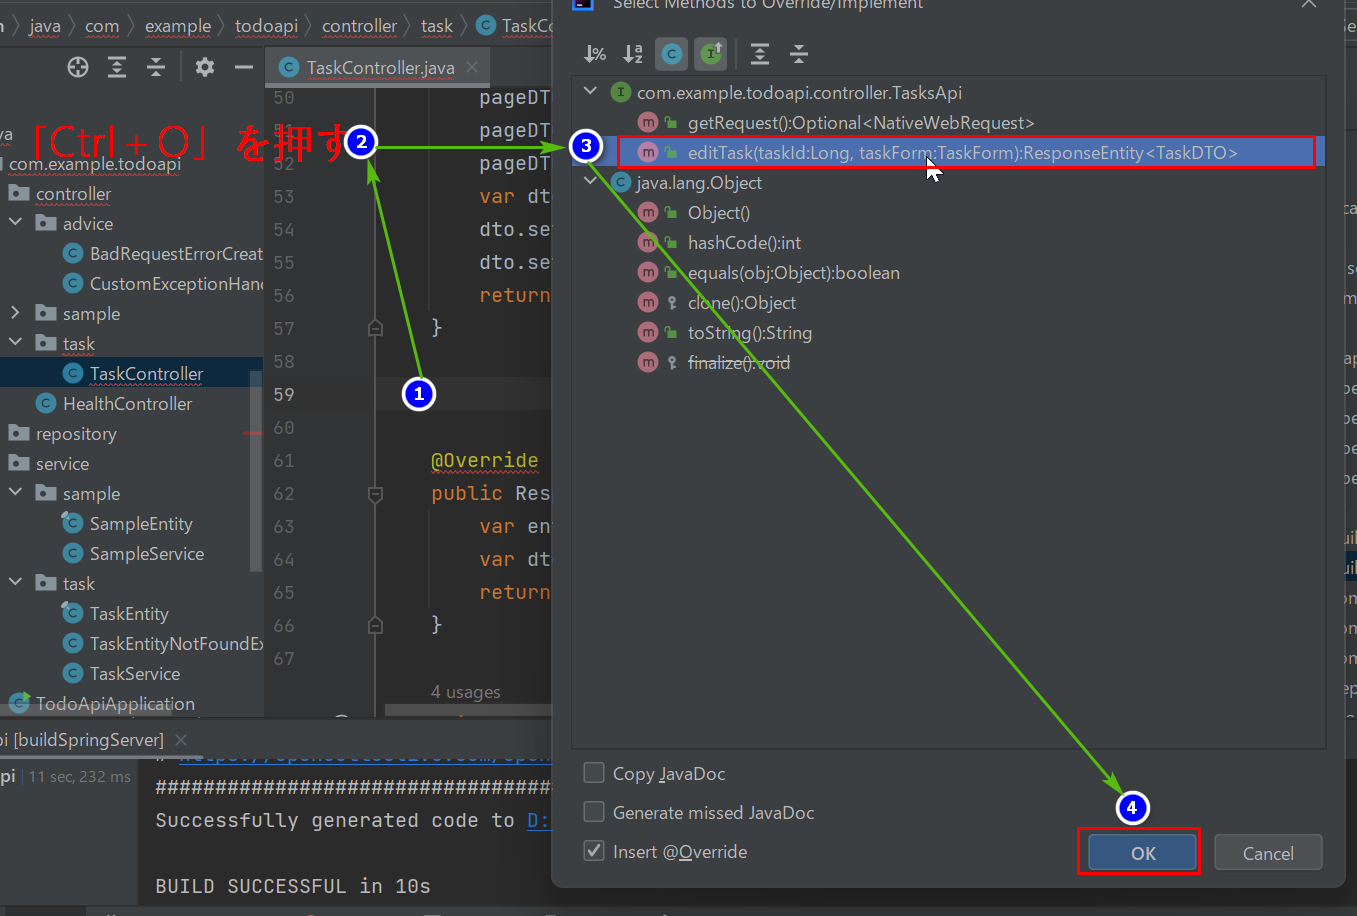 java
com
example
todoapi
controller
task
TaskController.java
com.example.todoapi
controller
advice
BadRequestErrorCreat
CustomExceptionHand
sample
task
TaskController
HealthController
repository
service
sample
SampleEntity
SampleService
task
TaskEntity
TaskEntityNotFoundEx
TaskService
TodoApiApplication
「Ctrl+O」を押す
1
2
3
4
50 pageDT
51 pageDT
52 pageDT
53 var dt
54 dto.se
55 dto.se
56 return
57 }
58
59
60
61 @Override
62 public Res
63 var en
64 var dt
65 return
66 }
67
4 usages
Select Methods to Override/Implement
com.example.todoapi.controller.TasksApi
getRequest():Optional<NativeWebRequest>
editTask(taskId:Long, taskForm:TaskForm):ResponseEntity<TaskDTO>
java.lang.Object
Object()
hashCode():int
equals(obj:Object):boolean
clone():Object
toString():String
finalize():void
Copy JavaDoc
Generate missed JavaDoc
Insert @Override
OK
Cancel
pi [buildSpringServer]
pi 11 sec, 232 ms
#################################
Successfully generated code to D:
BUILD SUCCESSFUL in 10s